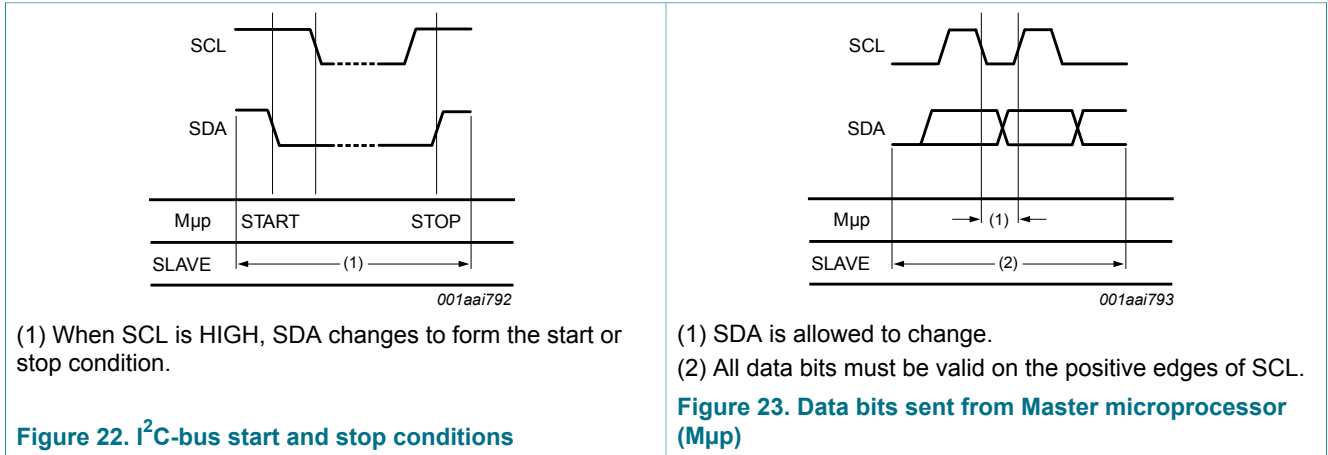 SCL
SDA
Mμp START STOP
SLAVE (1)
001aai792
(1) When SCL is HIGH, SDA changes to form the start or
stop condition.
Figure 22. I²C-bus start and stop conditions
SCL
SDA
Mμp (1)
SLAVE (2)
001aai793
(1) SDA is allowed to change.
(2) All data bits must be valid on the positive edges of SCL.
Figure 23. Data bits sent from Master microprocessor
(Mμp)